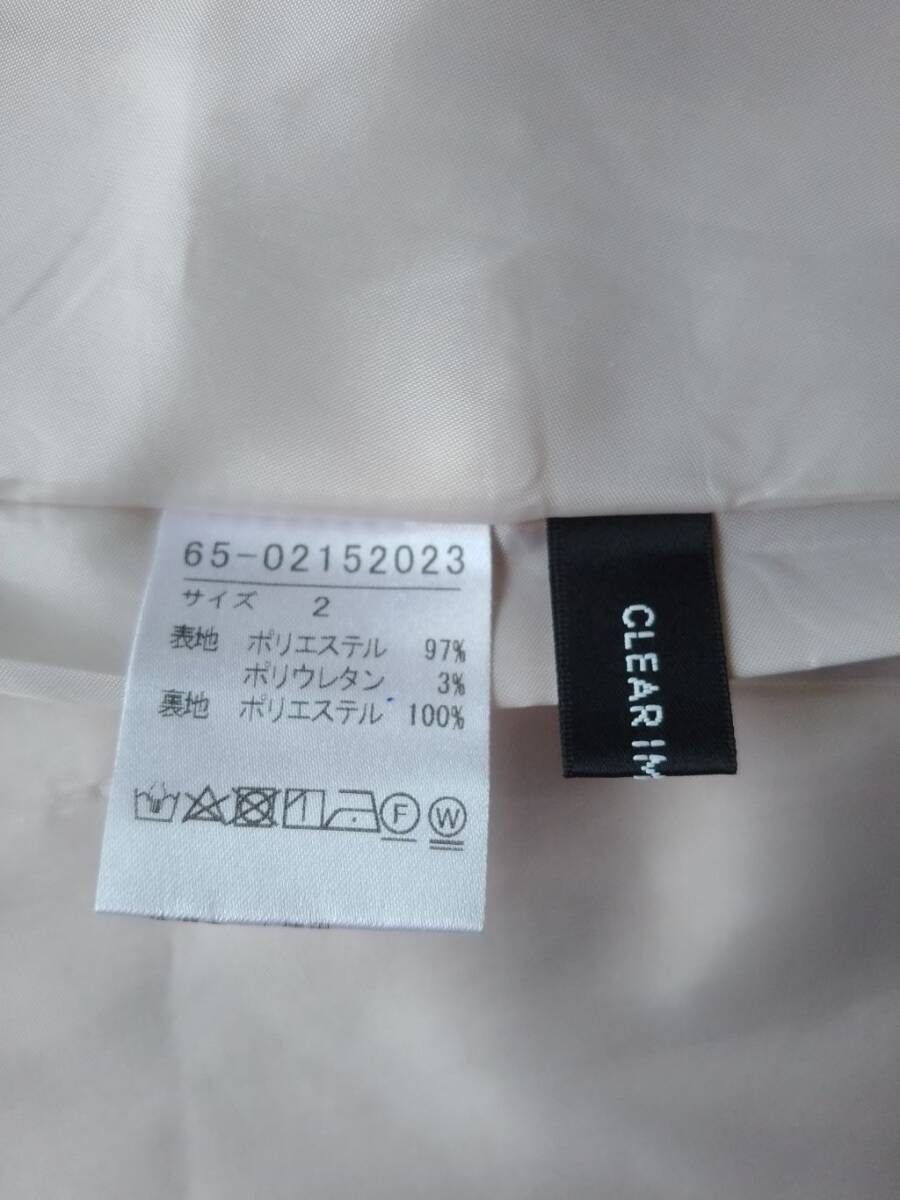 65-02152023
サイズ 2
表地 ポリエステル 97%
ポリウレタン 3%
裏地 ポリエステル 100%
F W
CLEAR IM